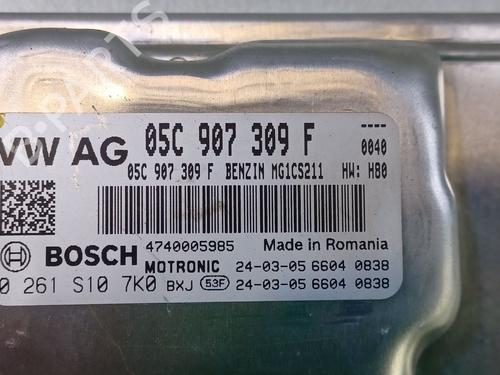 VW AG 05C 907 309 F
----
0040
05C 907 309 F BENZIN MG1CS211 HW: H80
BOSCH 4740005985 Made in Romania
MOTRONIC 24-03-05 6604 0838
0 261 S10 7K0 BXJ 53F 24-03-05 6604 0838